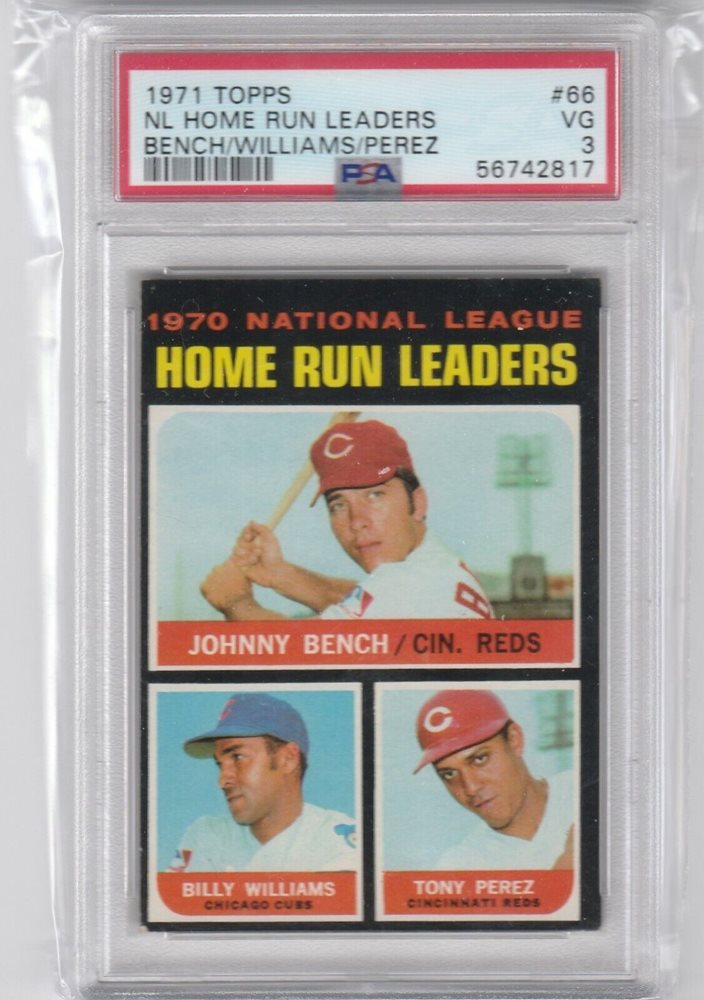 1971 TOPPS #66
NL HOME RUN LEADERS VG
BENCH/WILLIAMS/PEREZ 3
PSA 56742817
1970 NATIONAL LEAGUE
HOME RUN LEADERS
C
B
JOHNNY BENCH / CIN. REDS
C
BILLY WILLIAMS TONY PEREZ
CHICAGO CUBS CINCINNATI REDS